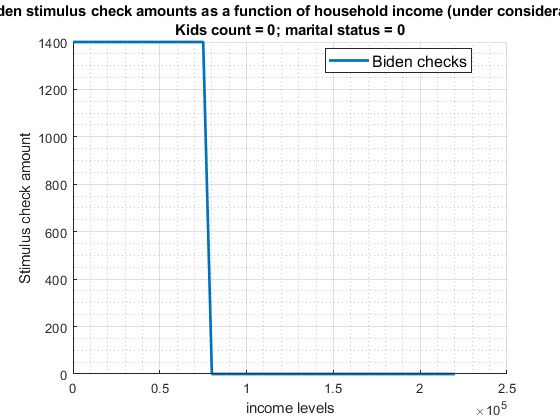 stimulus check amounts as a function of household income (under
Kids count = 0; marital status = 0
1400
1200
1000
800
600
400
200
0
Stimulus check amount
Biden checks
0 0.5 1 1.5 2 2.5
×10^5
income levels